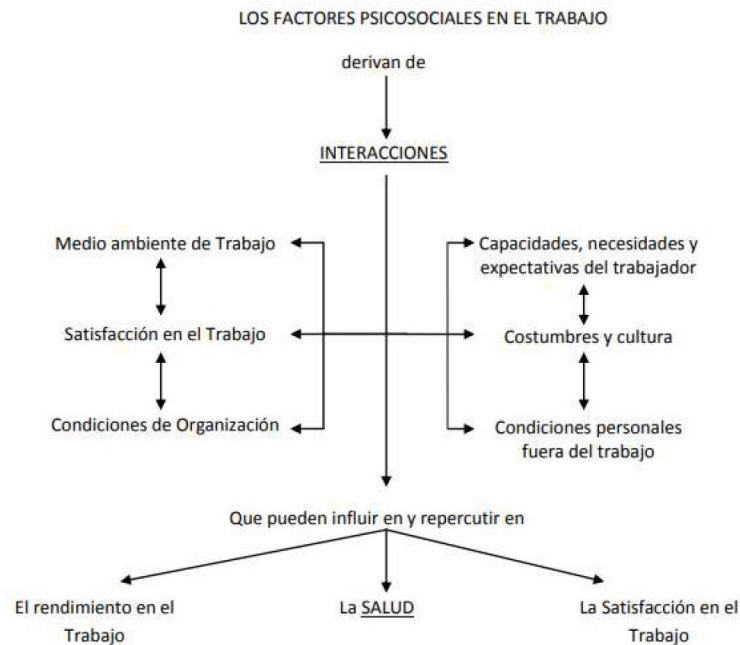 LOS FACTORES PSICOSOCIALES EN EL TRABAJO
derivan de
INTERACCIONES
Medio ambiente de Trabajo
Capacidades, necesidades y
expectativas del trabajador
Satisfacción en el Trabajo
Costumbres y cultura
Condiciones de Organización
Condiciones personales
fuera del trabajo
Que pueden influir en y repercutir en
El rendimiento en el
Trabajo
La SALUD
La Satisfacción en el
Trabajo